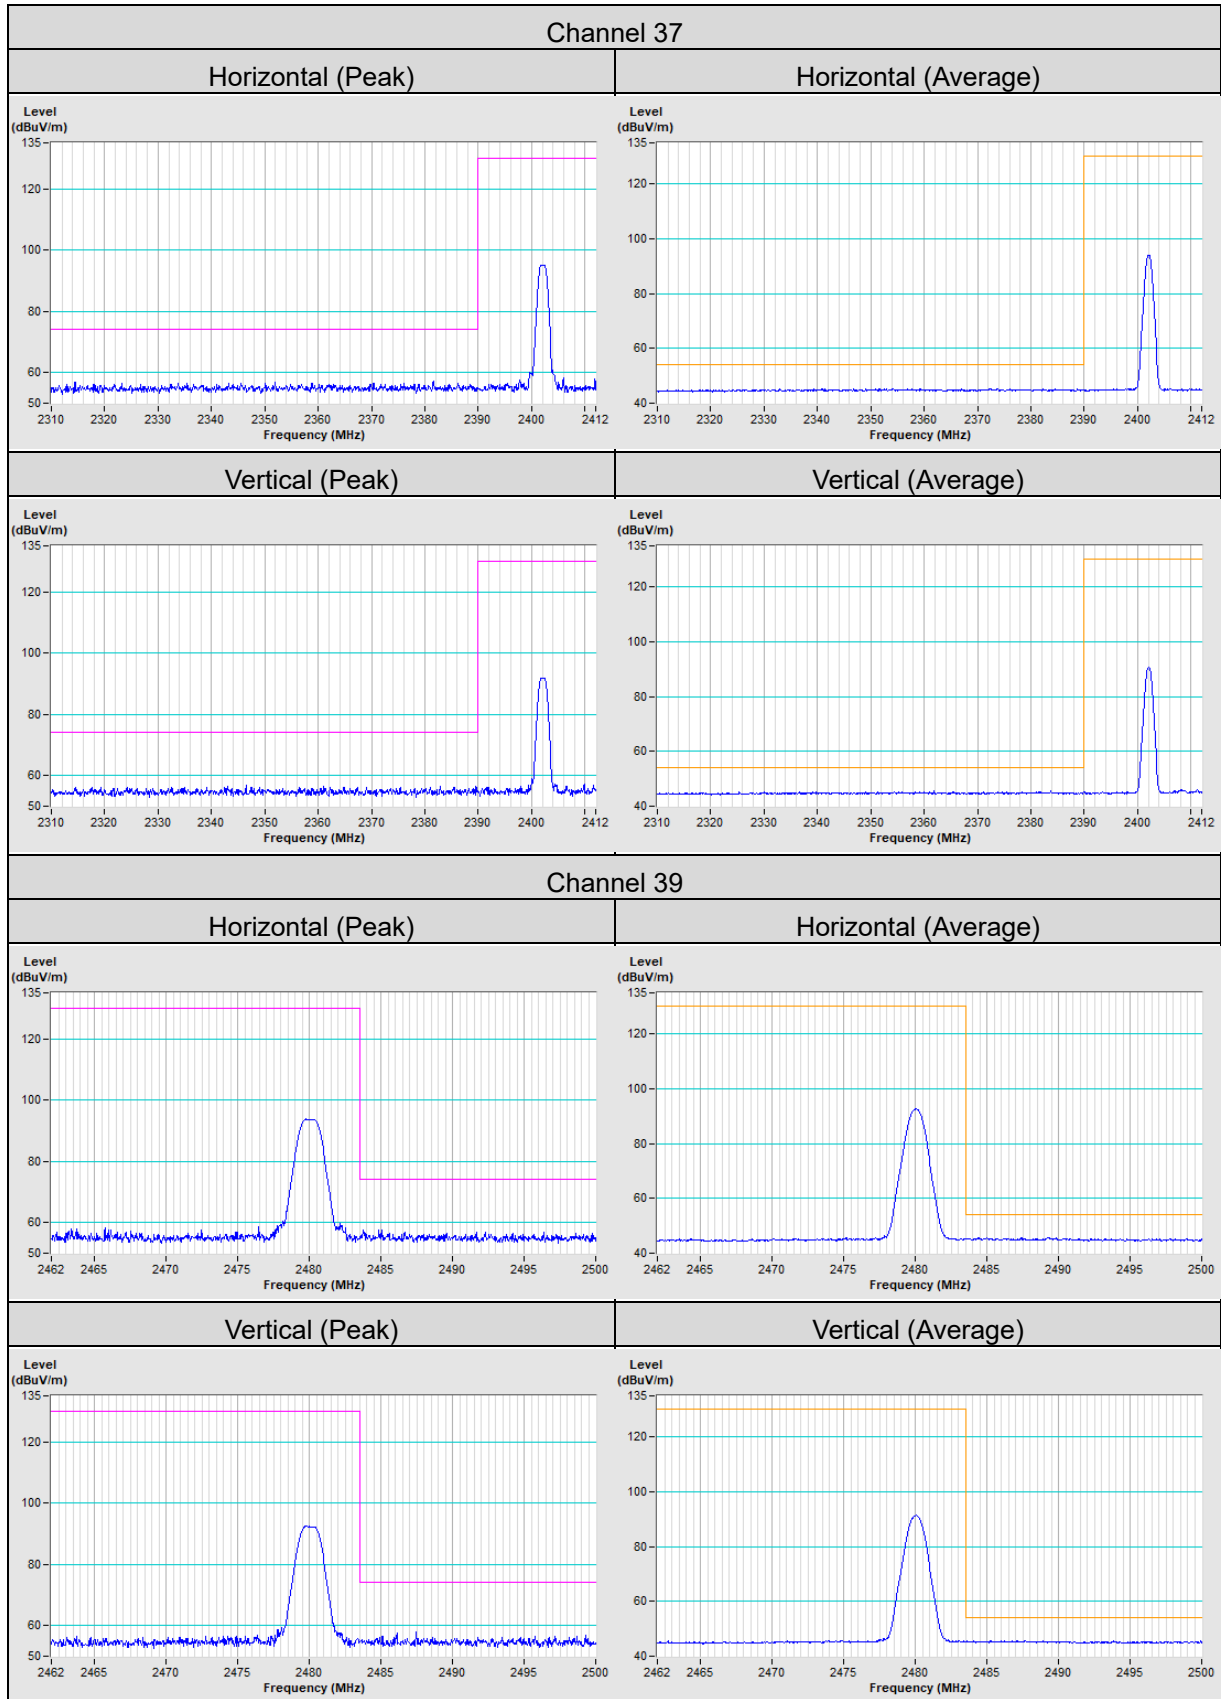 Channel 37
Horizontal (Peak)
Horizontal (Average)
Level
(dBuV/m)
135
120
100
80
60
50
2310 2320 2330 2340 2350 2360 2370 2380 2390 2400 2412
Frequency (MHz)
Level
(dBuV/m)
135
120
100
80
60
40
2310 2320 2330 2340 2350 2360 2370 2380 2390 2400 2412
Frequency (MHz)
Vertical (Peak)
Vertical (Average)
Level
(dBuV/m)
135
120
100
80
60
50
2310 2320 2330 2340 2350 2360 2370 2380 2390 2400 2412
Frequency (MHz)
Level
(dBuV/m)
135
120
100
80
60
40
2310 2320 2330 2340 2350 2360 2370 2380 2390 2400 2412
Frequency (MHz)
Channel 39
Horizontal (Peak)
Horizontal (Average)
Level
(dBuV/m)
135
120
100
80
60
50
2462 2465 2470 2475 2480 2485 2490 2495 2500
Frequency (MHz)
Level
(dBuV/m)
135
120
100
80
60
40
2462 2465 2470 2475 2480 2485 2490 2495 2500
Frequency (MHz)
Vertical (Peak)
Vertical (Average)
Level
(dBuV/m)
135
120
100
80
60
50
2462 2465 2470 2475 2480 2485 2490 2495 2500
Frequency (MHz)
Level
(dBuV/m)
135
120
100
80
60
40
2462 2465 2470 2475 2480 2485 2490 2495 2500
Frequency (MHz)